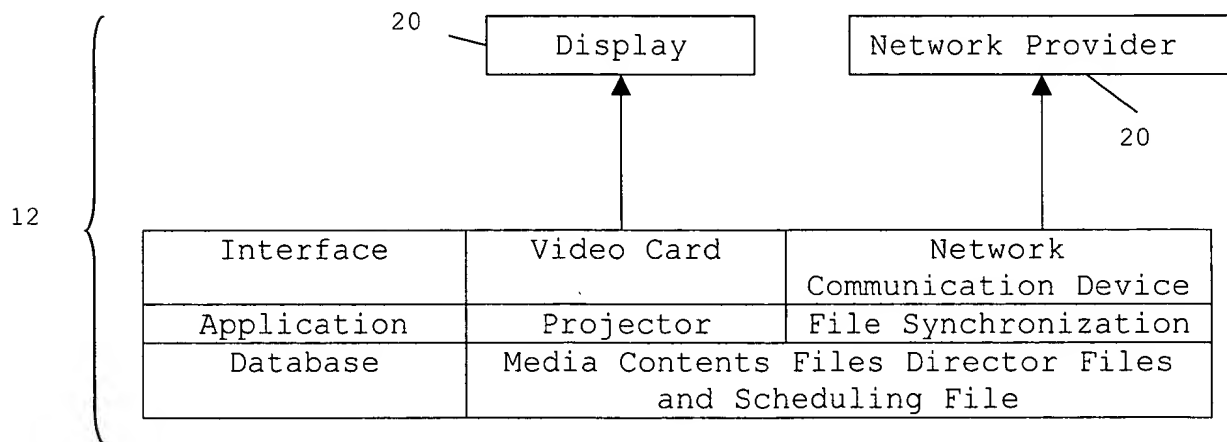 20
Display
Network Provider
20
12
Interface
Video Card
Network
Communication Device
Application
Projector
File Synchronization
Database
Media Contents Files Director Files
and Scheduling File